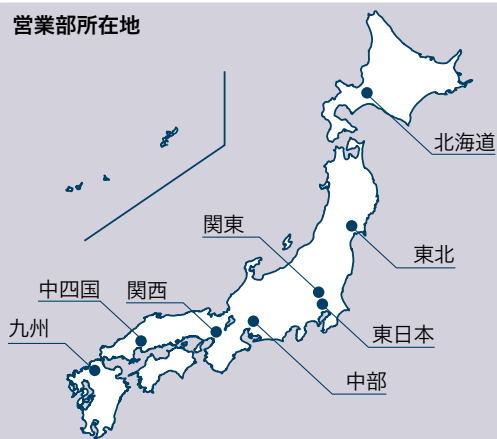 営業部所在地
北海道
東北
関東
東日本
中部
関西
中四国
九州